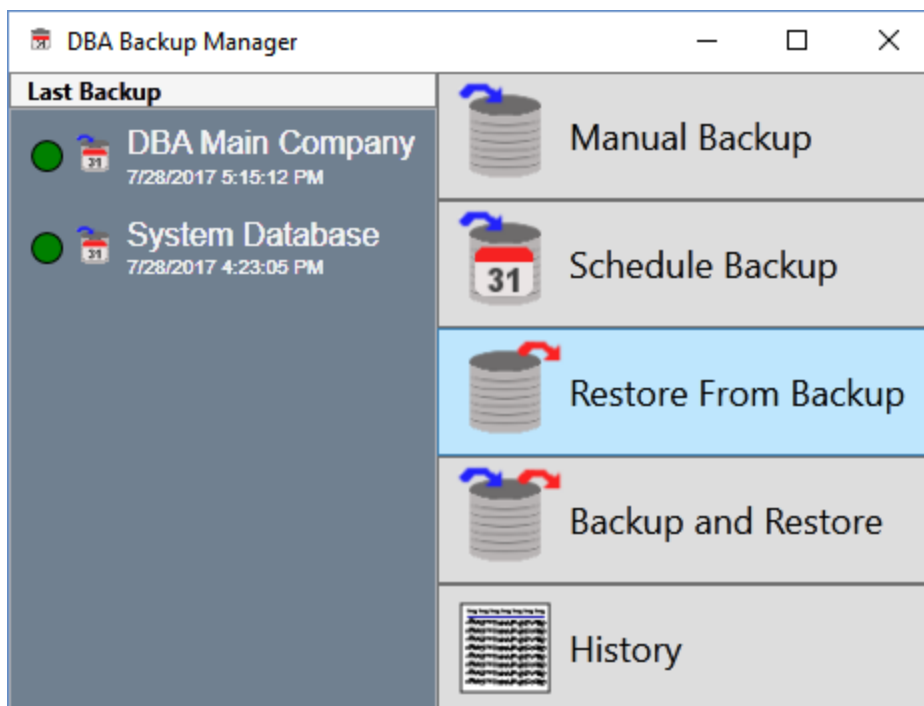 DBA Backup Manager
Last Backup
DBA Main Company
7/28/2017 5:15:12 PM
System Database
7/28/2017 4:23:05 PM
Manual Backup
31
Schedule Backup
Restore From Backup
Backup and Restore
History